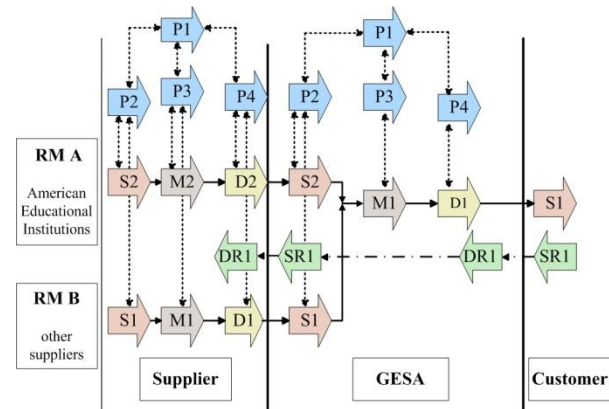 P1
P1
P2
P3
P4
P2
P3
P4
RM A
American
Educational
Institutions
S2
M2
D2
S2
M1
D1
S1
DR1
SR1
DR1
SR1
RM B
other
suppliers
S1
M1
D1
S1
Supplier
GESA
Customer